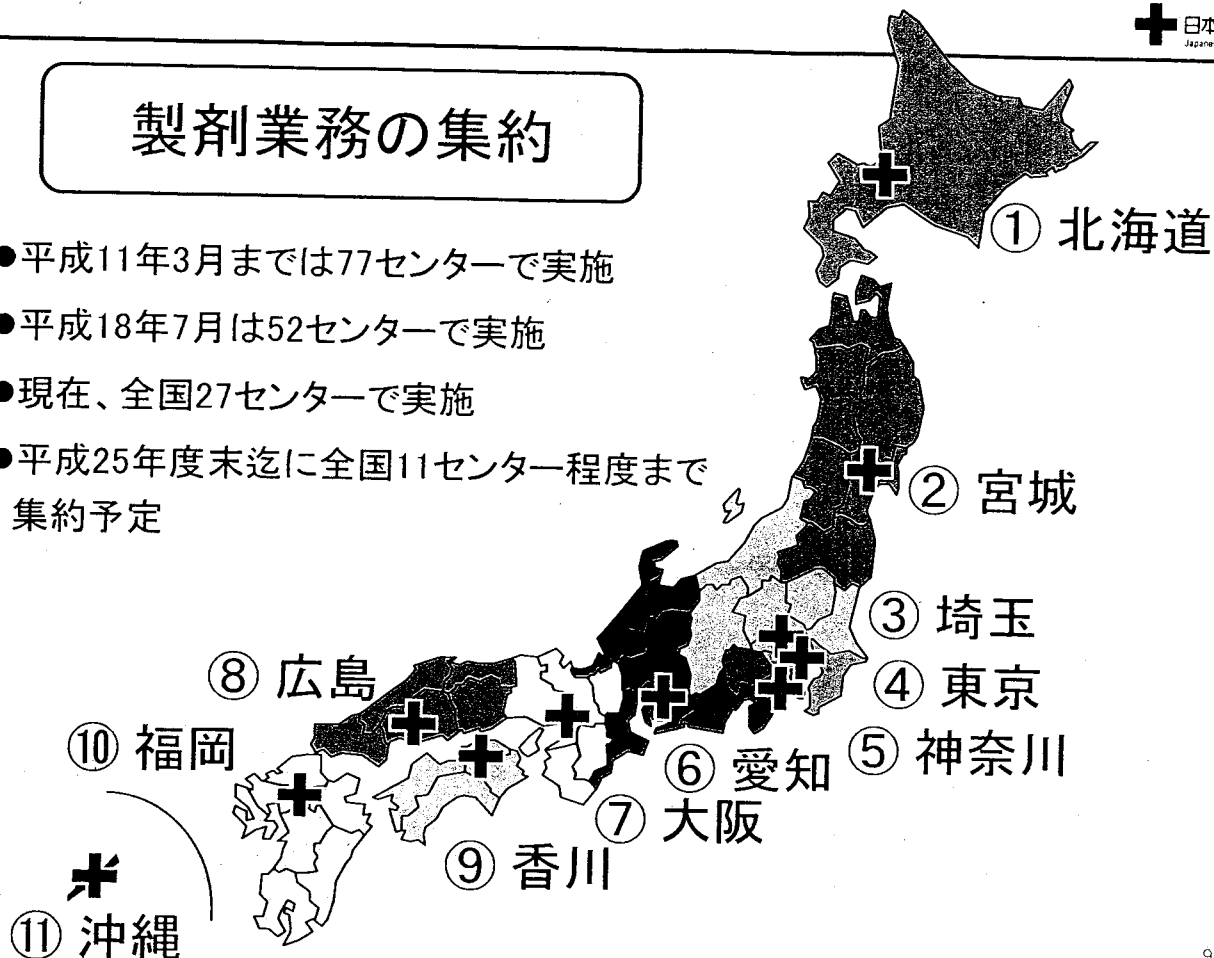 日本
Japane
製剤業務の集約
●平成11年3月までは77センターで実施
●平成18年7月は52センターで実施
●現在、全国27センターで実施
●平成25年度末迄に全国11センター程度まで
集約予定
① 北海道
② 宮城
③ 埼玉
④ 東京
⑤ 神奈川
⑥ 愛知
⑦ 大阪
⑧ 広島
⑨ 香川
⑩ 福岡
⑪ 沖縄